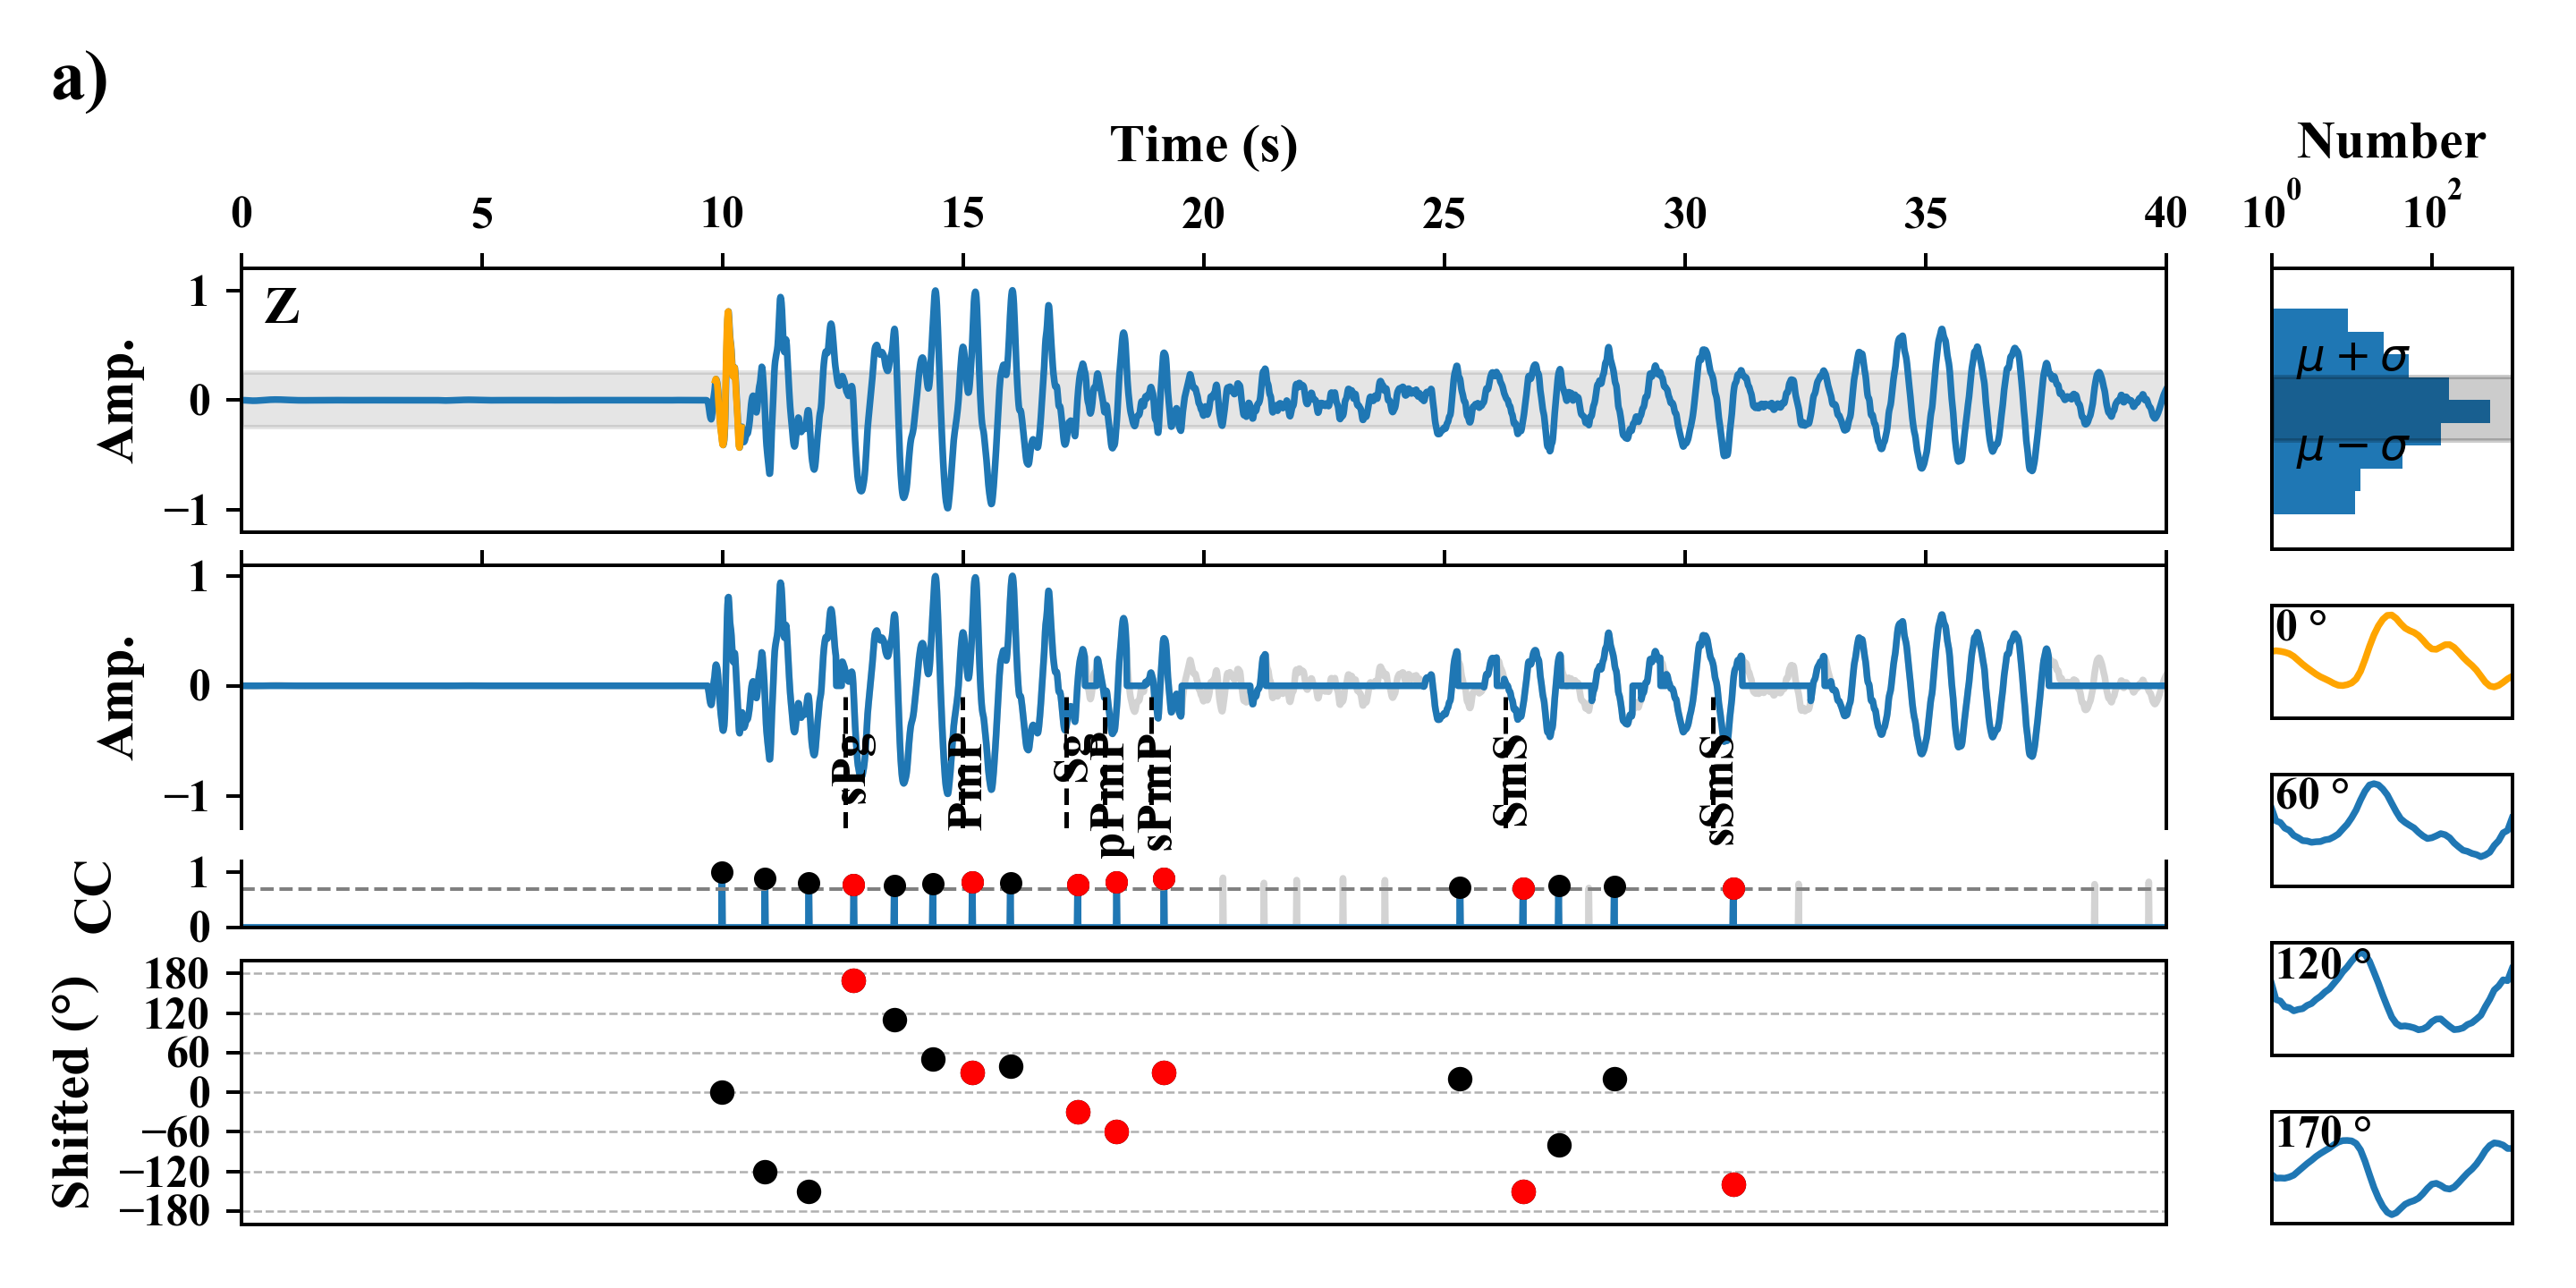 a)
Time (s)
Number
0 5 10 15 20 25 30 35 40
10⁰ 10²
Z
Amp.
1
0
−1
μ + σ
μ − σ
Amp.
1
0
−1
sPg
PmP
Sg
pPmP
sPmP
SmS
sSmS
0 °
60 °
120 °
170 °
CC
1
0
Shifted (°)
180
120
60
0
−60
−120
−180